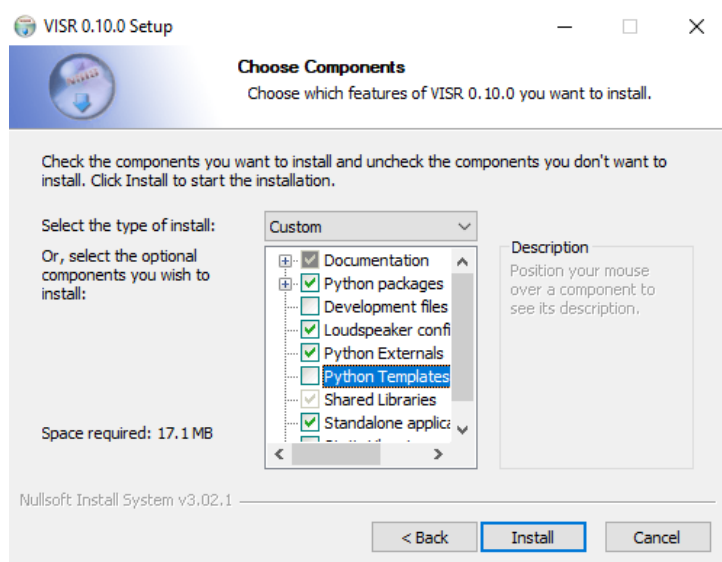 VISR 0.10.0 Setup
Choose Components
Choose which features of VISR 0.10.0 you want to install.
Check the components you want to install and uncheck the components you don't want to
install. Click Install to start the installation.
Select the type of install:
Custom
Or, select the optional
components you wish to
install:
Documentation
Python packages
Development files
Loudspeaker confi
Python Externals
Python Templates
Shared Libraries
Standalone applica
Description
Position your mouse
over a component to
see its description.
Space required: 17.1 MB
Nullsoft Install System v3.02.1
< Back
Install
Cancel